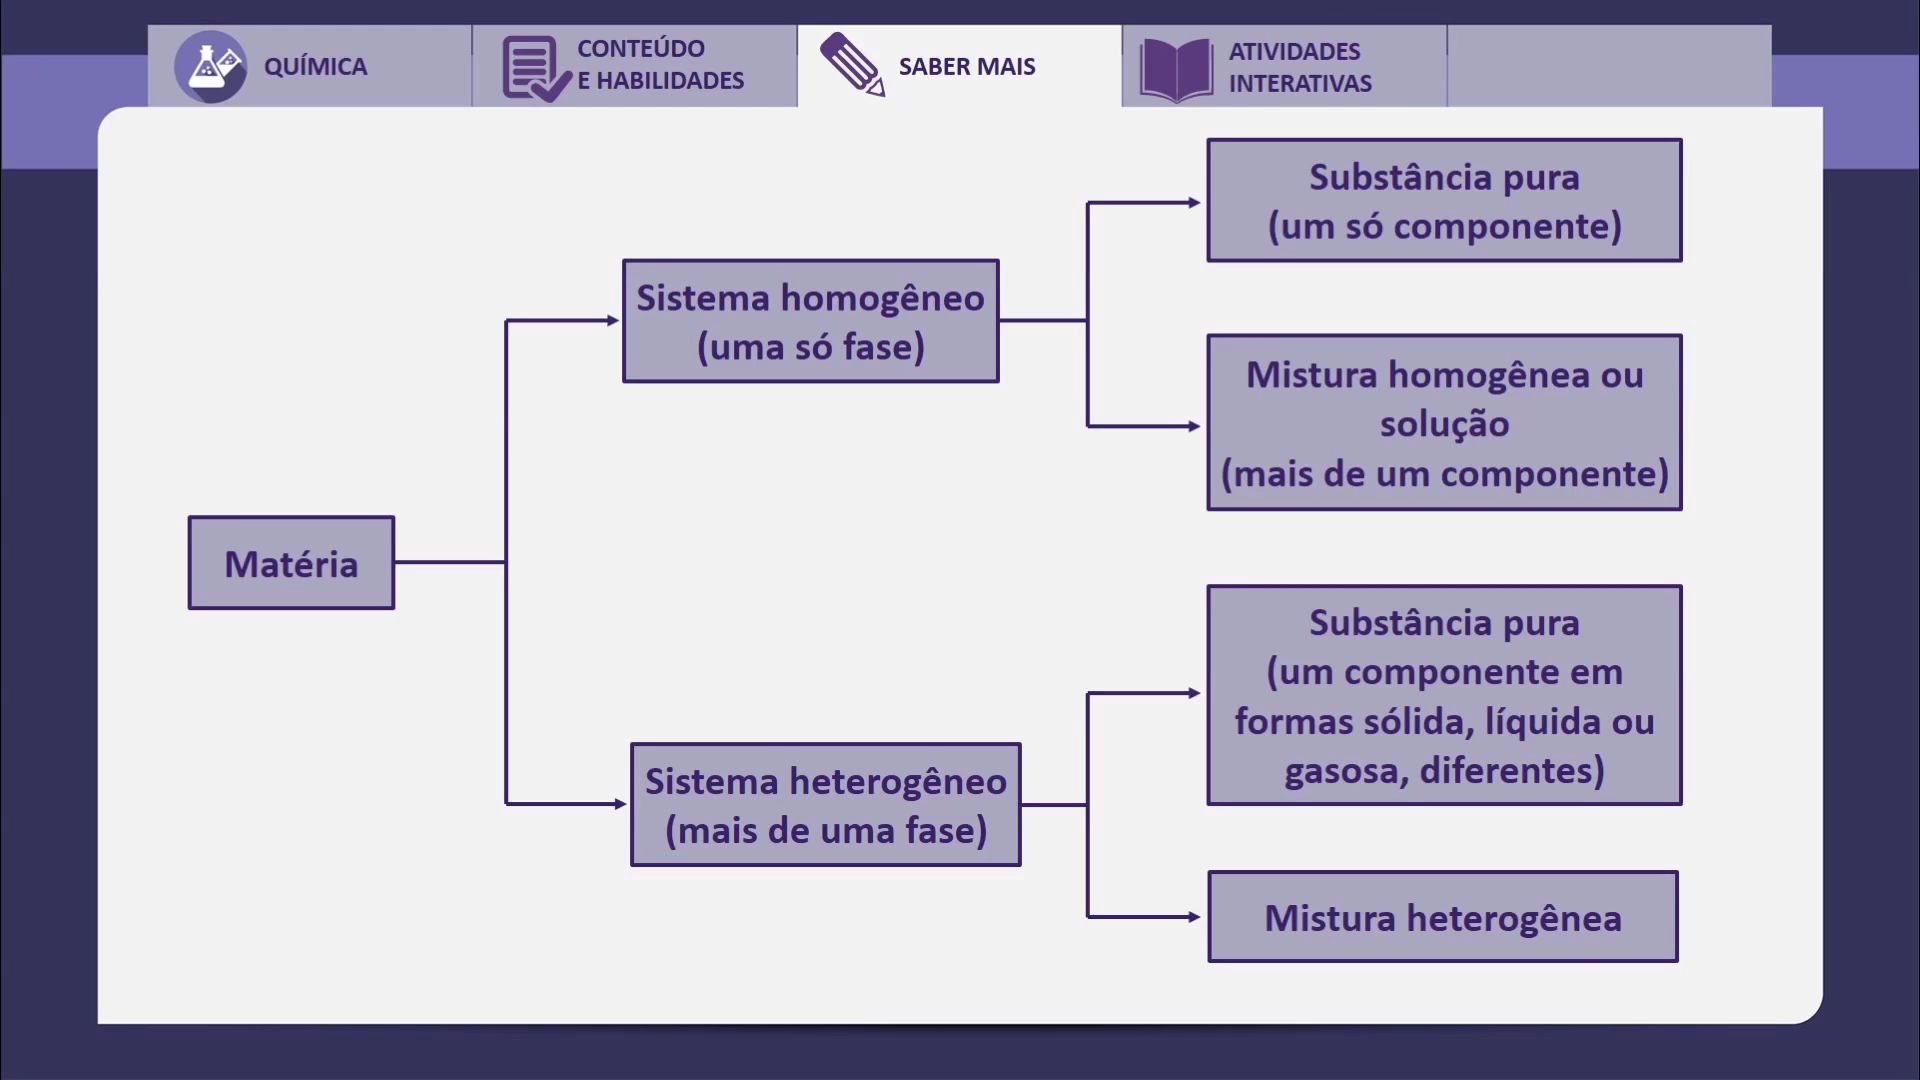 QUÍMICA
CONTEÚDO
E HABILIDADES
SABER MAIS
ATIVIDADES
INTERATIVAS
Matéria
Sistema homogêneo
(uma só fase)
Substância pura
(um só componente)
Mistura homogênea ou
solução
(mais de um componente)
Sistema heterogêneo
(mais de uma fase)
Substância pura
(um componente em
formas sólida, líquida ou
gasosa, diferentes)
Mistura heterogênea